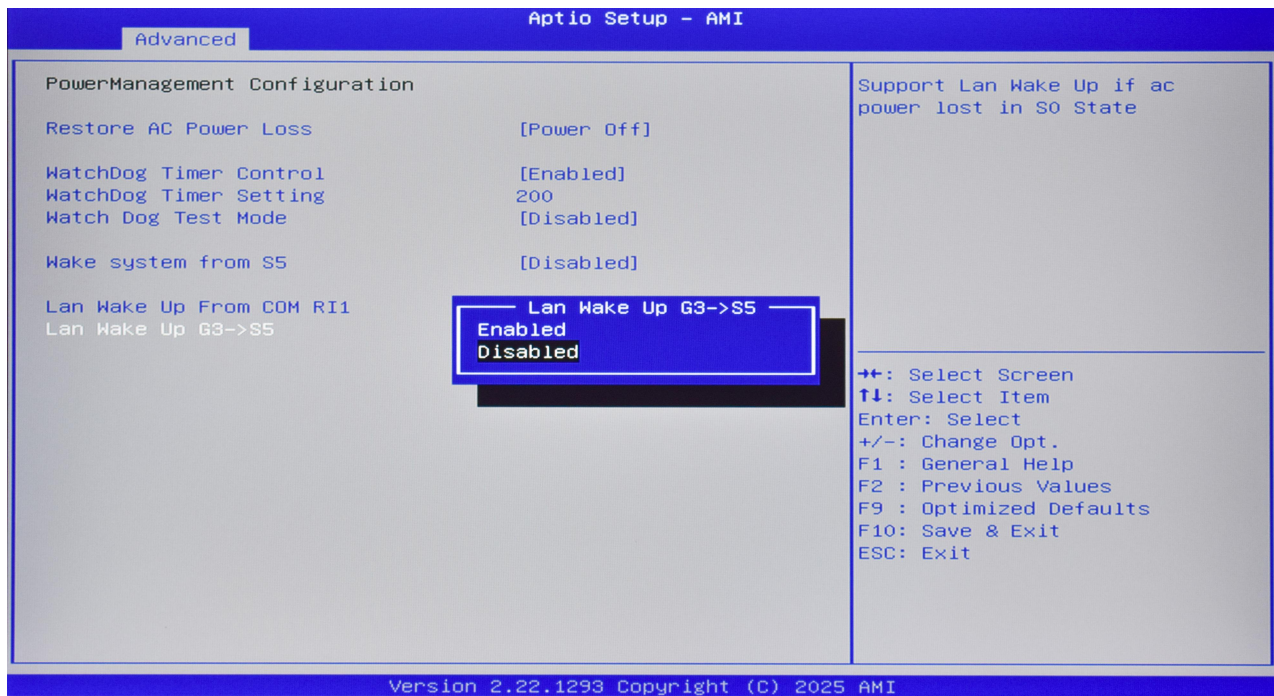 Aptio Setup – AMI
Advanced
PowerManagement Configuration
Restore AC Power Loss [Power Off]
WatchDog Timer Control [Enabled]
WatchDog Timer Setting 200
Watch Dog Test Mode [Disabled]
Wake system from S5 [Disabled]
Lan Wake Up From COM RI1
Lan Wake Up G3->S5
Lan Wake Up G3->S5
Enabled
Disabled
Support Lan Wake Up if ac
power lost in S0 State
→←: Select Screen
↑↓: Select Item
Enter: Select
+/-: Change Opt.
F1 : General Help
F2 : Previous Values
F9 : Optimized Defaults
F10: Save & Exit
ESC: Exit
Version 2.22.1293 Copyright (C) 2025 AMI